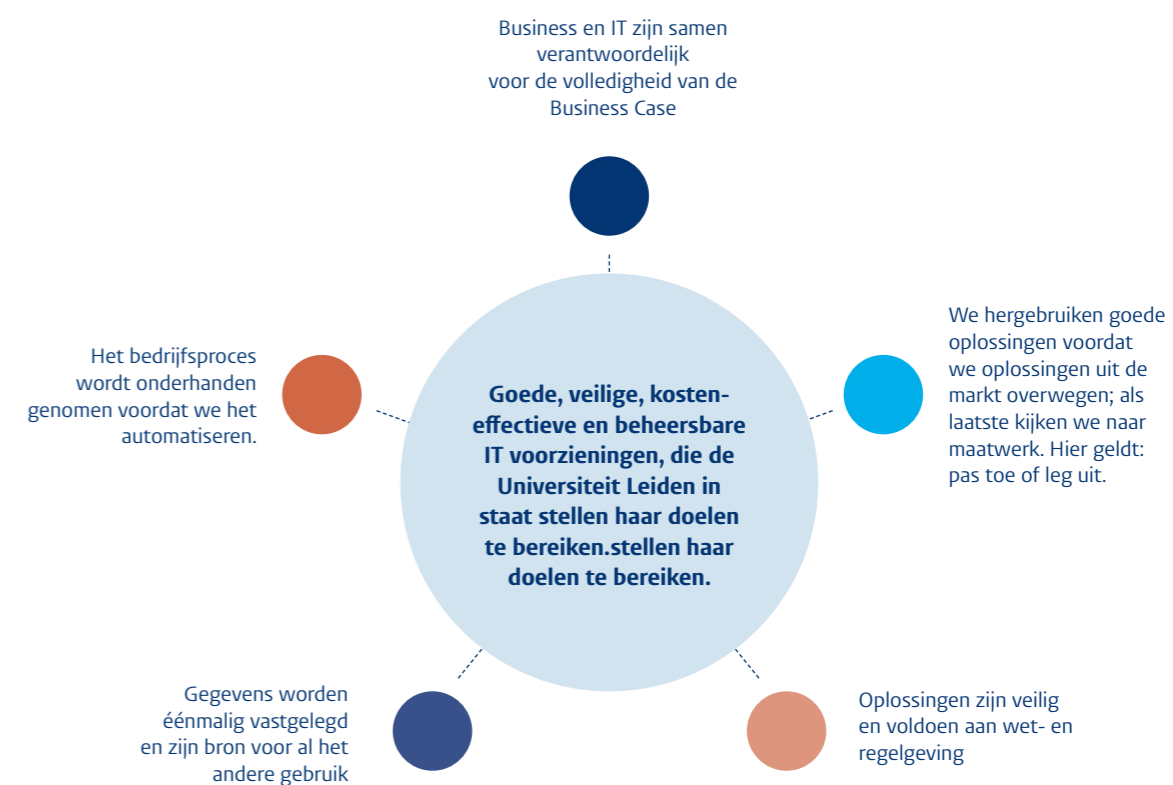 Business en IT zijn samen
verantwoordelijk
voor de volledigheid van de
Business Case
We hergebruiken goede
oplossingen voordat
we oplossingen uit de
markt overwegen; als
laatste kijken we naar
maatwerk. Hier geldt:
pas toe of leg uit.
Het bedrijfsproces
wordt onderhanden
genomen voordat we het
automatiseren.
Goede, veilige, kosten-
effectieve en beheersbare
IT voorzieningen, die de
Universiteit Leiden in
staat stellen haar doelen
te bereiken.stellen haar
doelen te bereiken.
Gegevens worden
éénmalig vastgelegd
en zijn bron voor al het
andere gebruik
Oplossingen zijn veilig
en voldoen aan wet- en
regelgeving